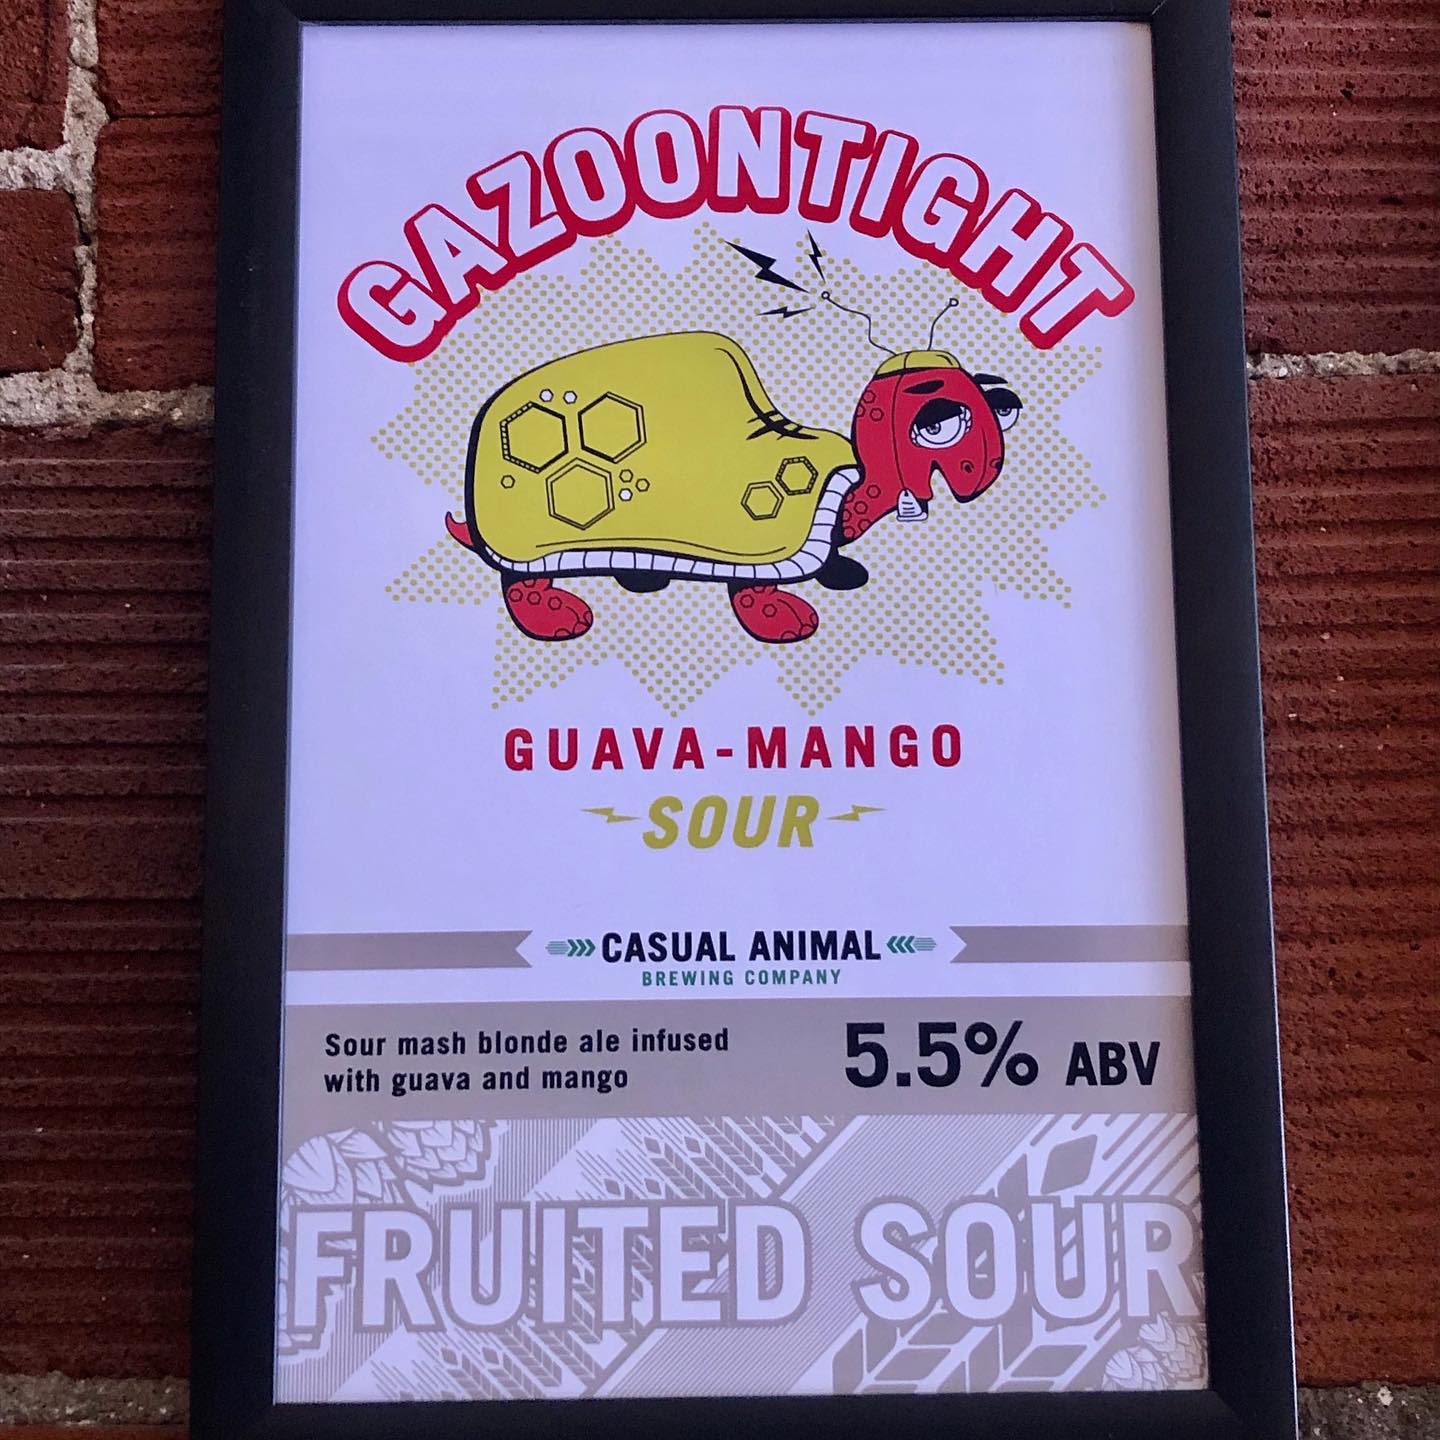 GAZOONTIGHT
GUAVA-MANGO
SOUR
CASUAL ANIMAL
BREWING COMPANY
Sour mash blonde ale infused
with guava and mango
5.5% ABV
FRUITED SOUR